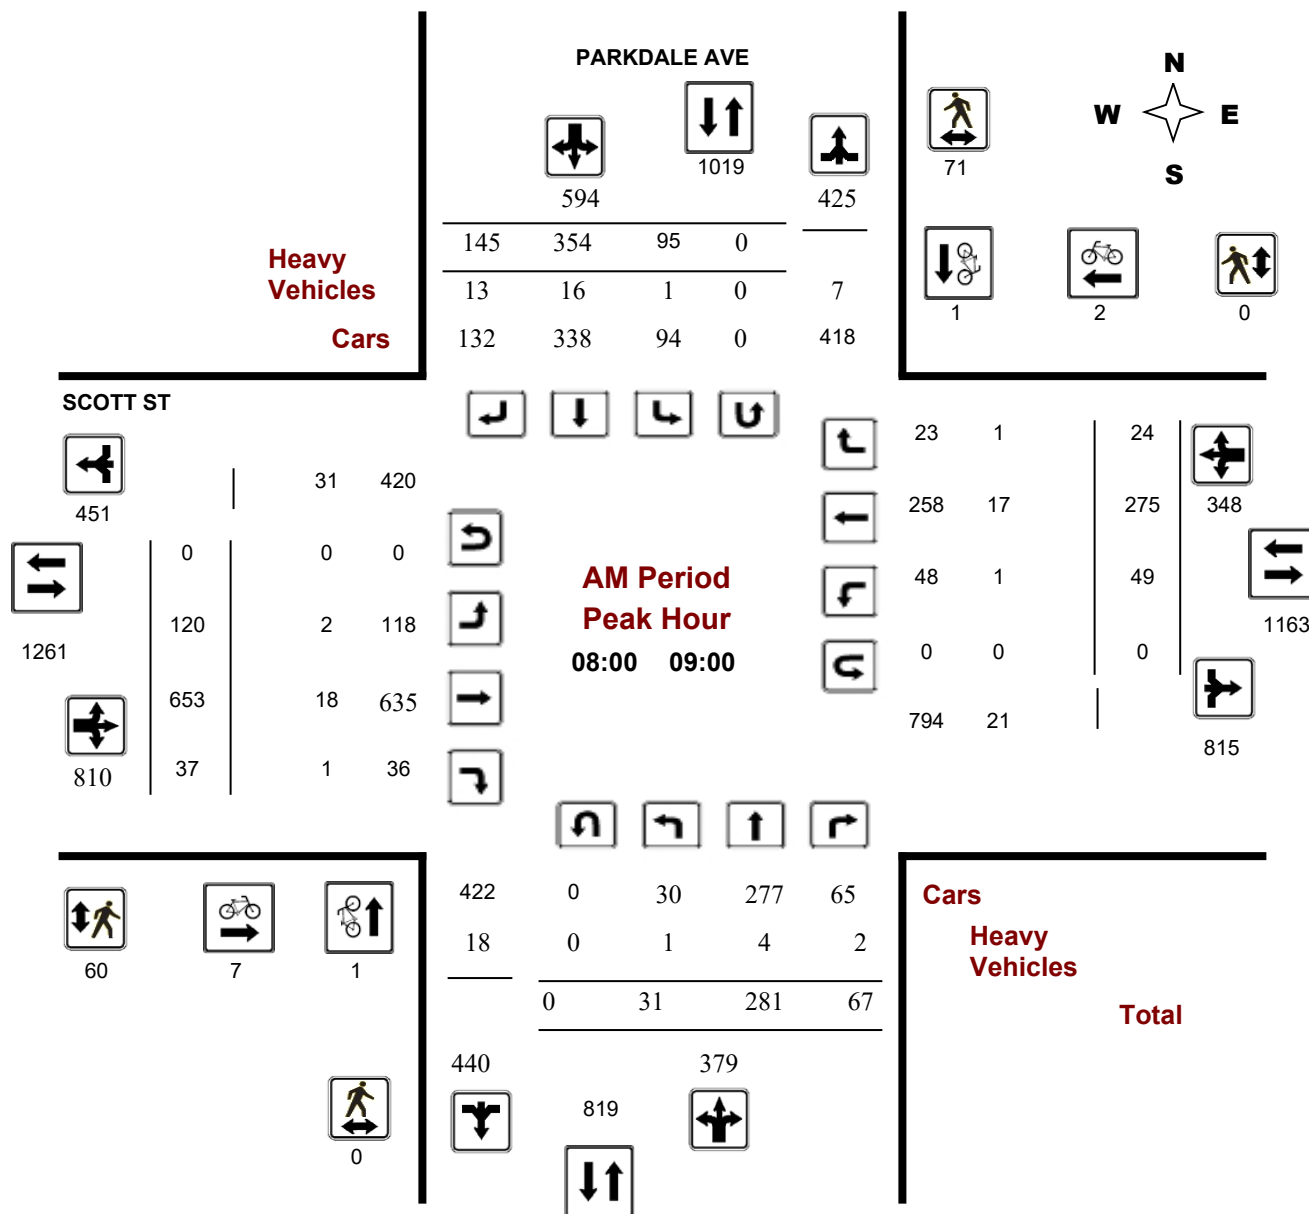 PARKDALE AVE
N
W E
S
1019
71
594 425
145 354 95 0
Heavy
Vehicles
13 16 1 0 7
1 2 0
Cars 132 338 94 0 418
SCOTT ST
23 1 24
31 420
451
258 17 275 348
0 0 0
AM Period
48 1 49
Peak Hour
120 2 118
1163
1261
08:00 09:00
0 0 0
653 18 635
794 21
815
810 37 1 36
422 0 30 277 65
Cars
18 0 1 4 2
Heavy
Vehicles
60 7 1
0 31 281 67
Total
440 379
819
0